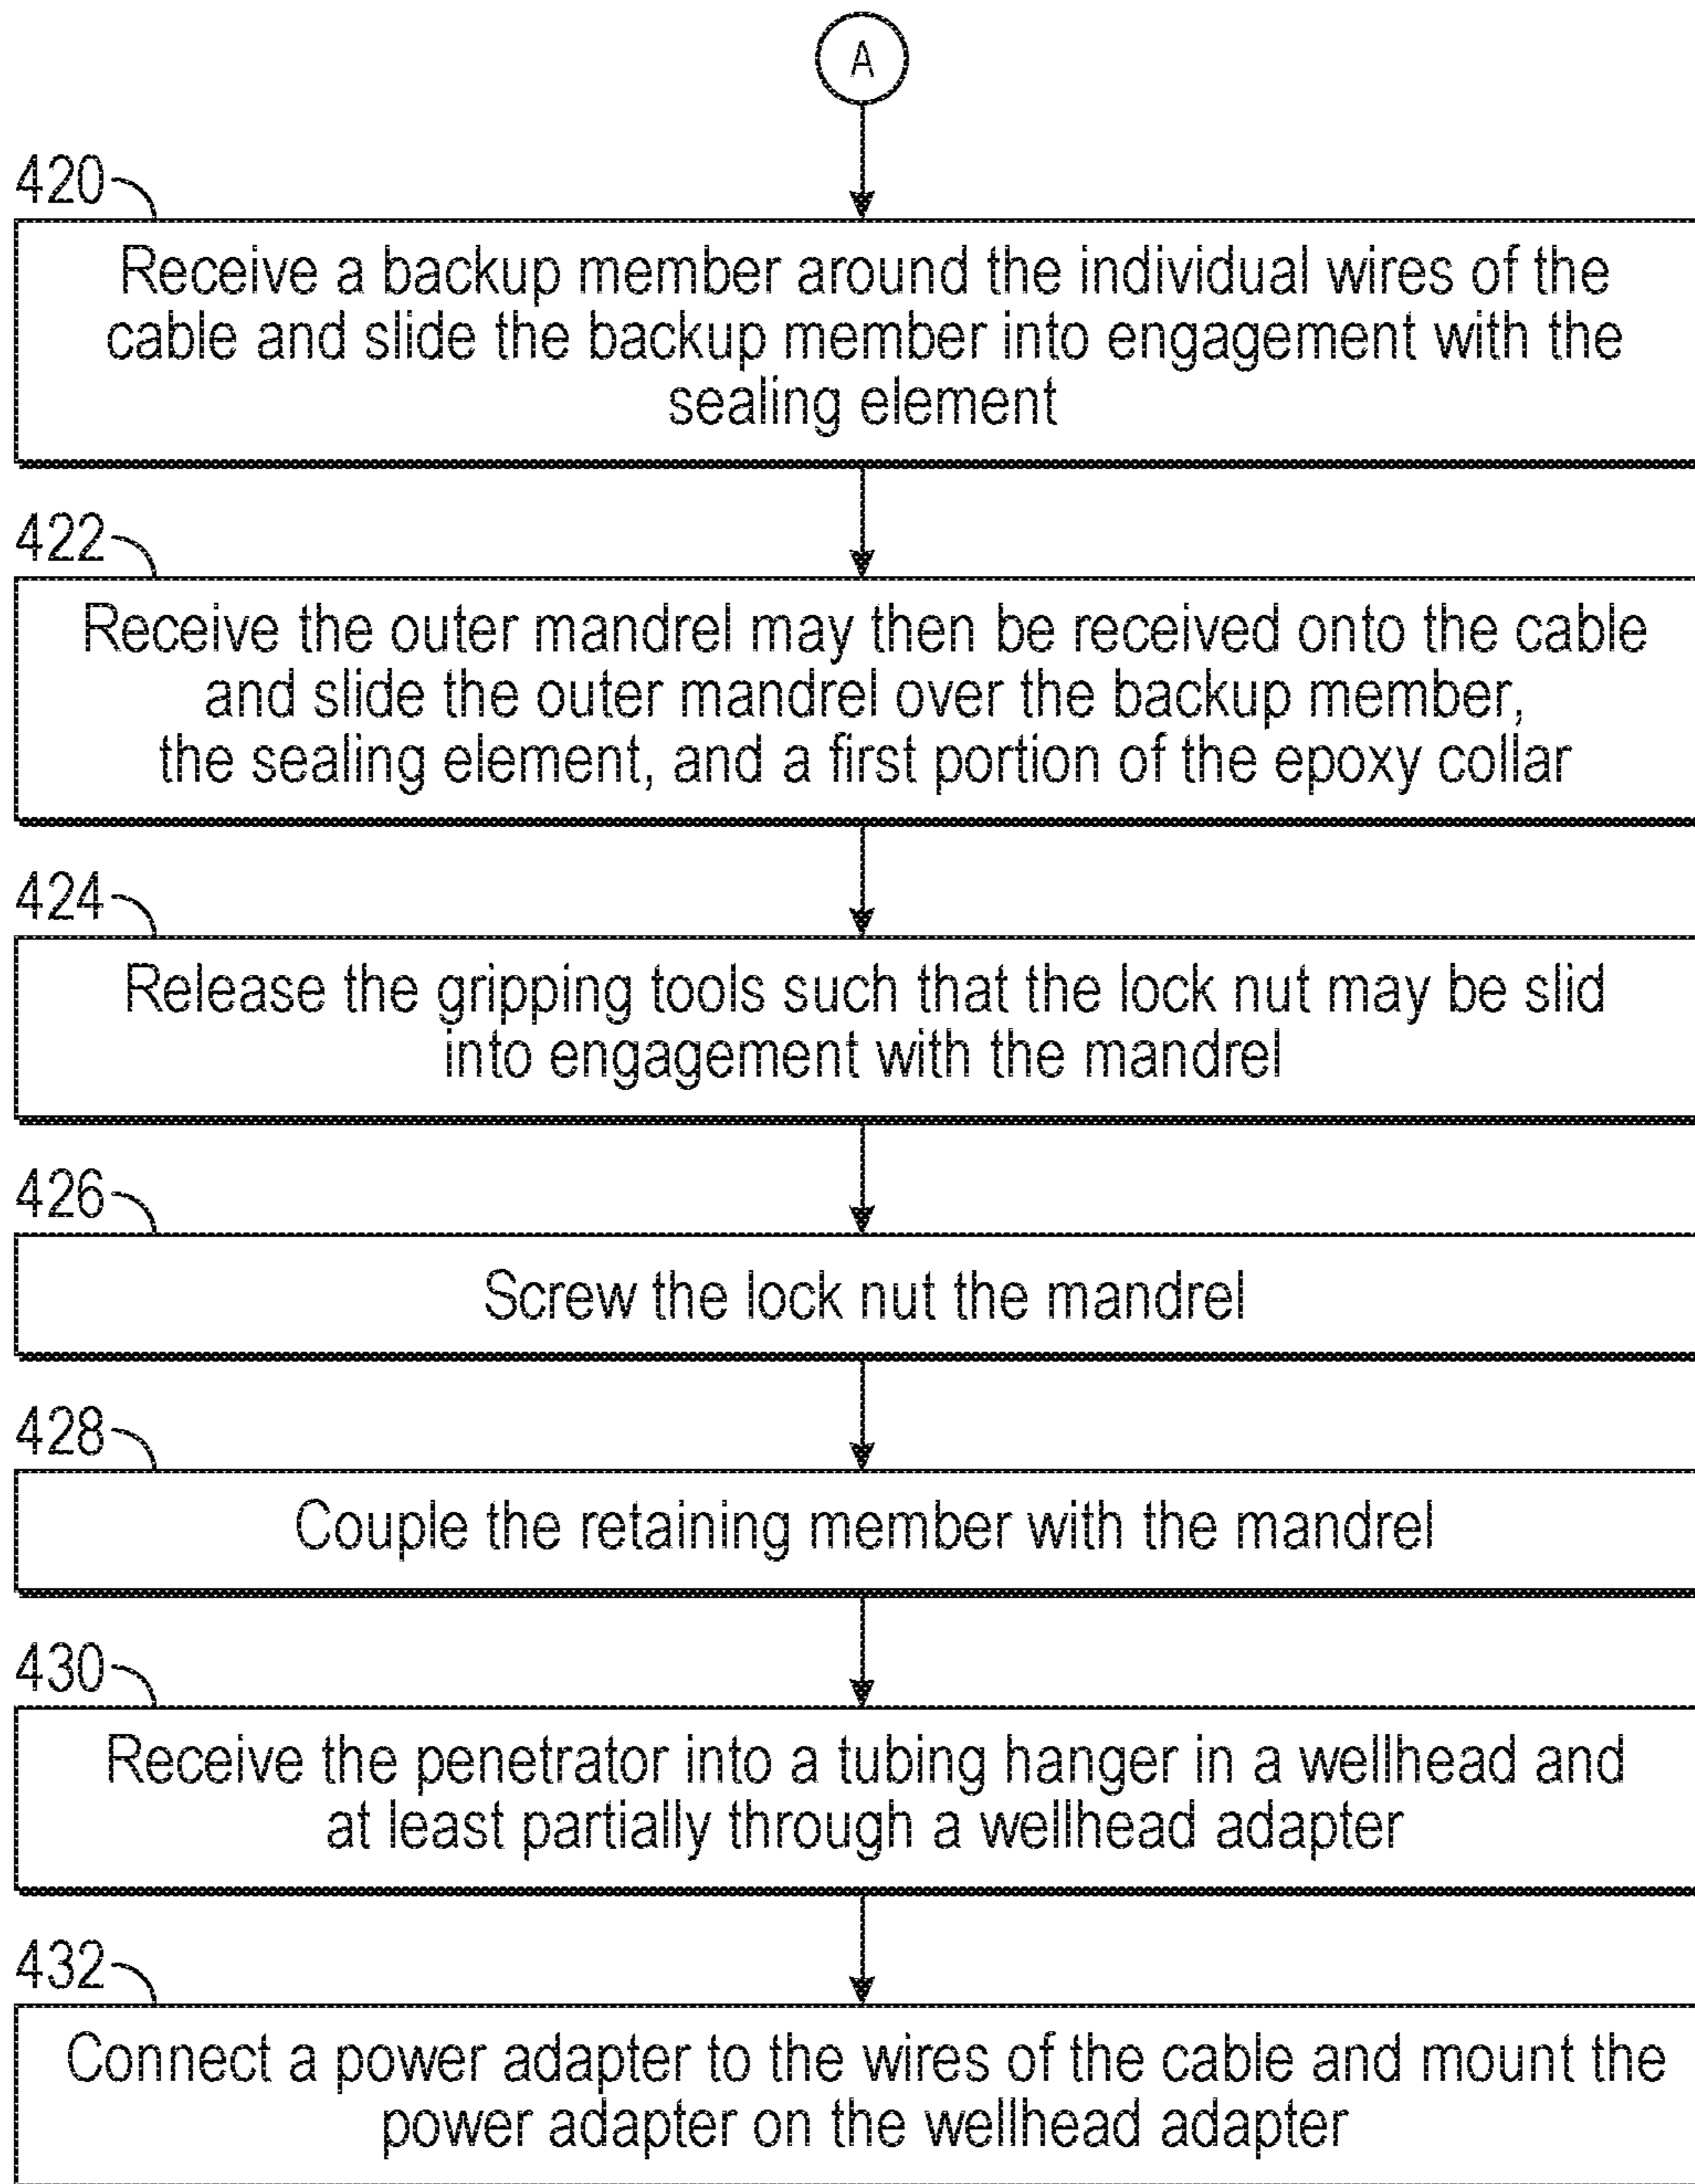 A
420
Receive a backup member around the individual wires of the
cable and slide the backup member into engagement with the
sealing element
422
Receive the outer mandrel may then be received onto the cable
and slide the outer mandrel over the backup member,
the sealing element, and a first portion of the epoxy collar
424
Release the gripping tools such that the lock nut may be slid
into engagement with the mandrel
426
Screw the lock nut the mandrel
428
Couple the retaining member with the mandrel
430
Receive the penetrator into a tubing hanger in a wellhead and
at least partially through a wellhead adapter
432
Connect a power adapter to the wires of the cable and mount the
power adapter on the wellhead adapter